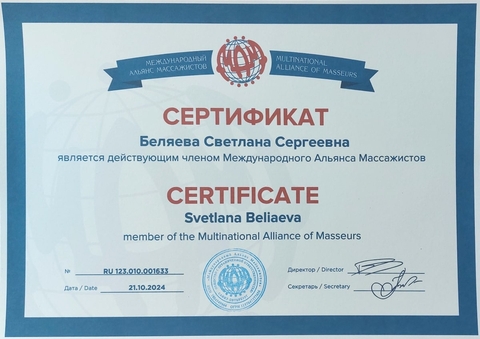 МЕЖДУНАРОДНЫЙ
АЛЬЯНС МАССАЖИСТОВ
MULTINATIONAL
ALLIANCE OF MASSEURS
СЕРТИФИКАТ
Беляева Светлана Сергеевна
является действующим членом Международного Альянса Массажистов
CERTIFICATE
Svetlana Beliaeva
member of the Multinational Alliance of Masseurs
№ RU 123.010.001633
Дата / Date 21.10.2024
Директор / Director
Секретарь / Secretary